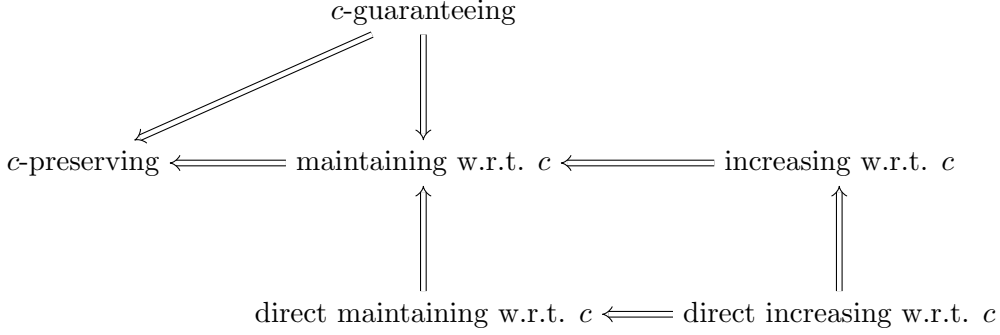 c-guaranteeing
c-preserving
maintaining w.r.t. c
increasing w.r.t. c
direct maintaining w.r.t. c
direct increasing w.r.t. c